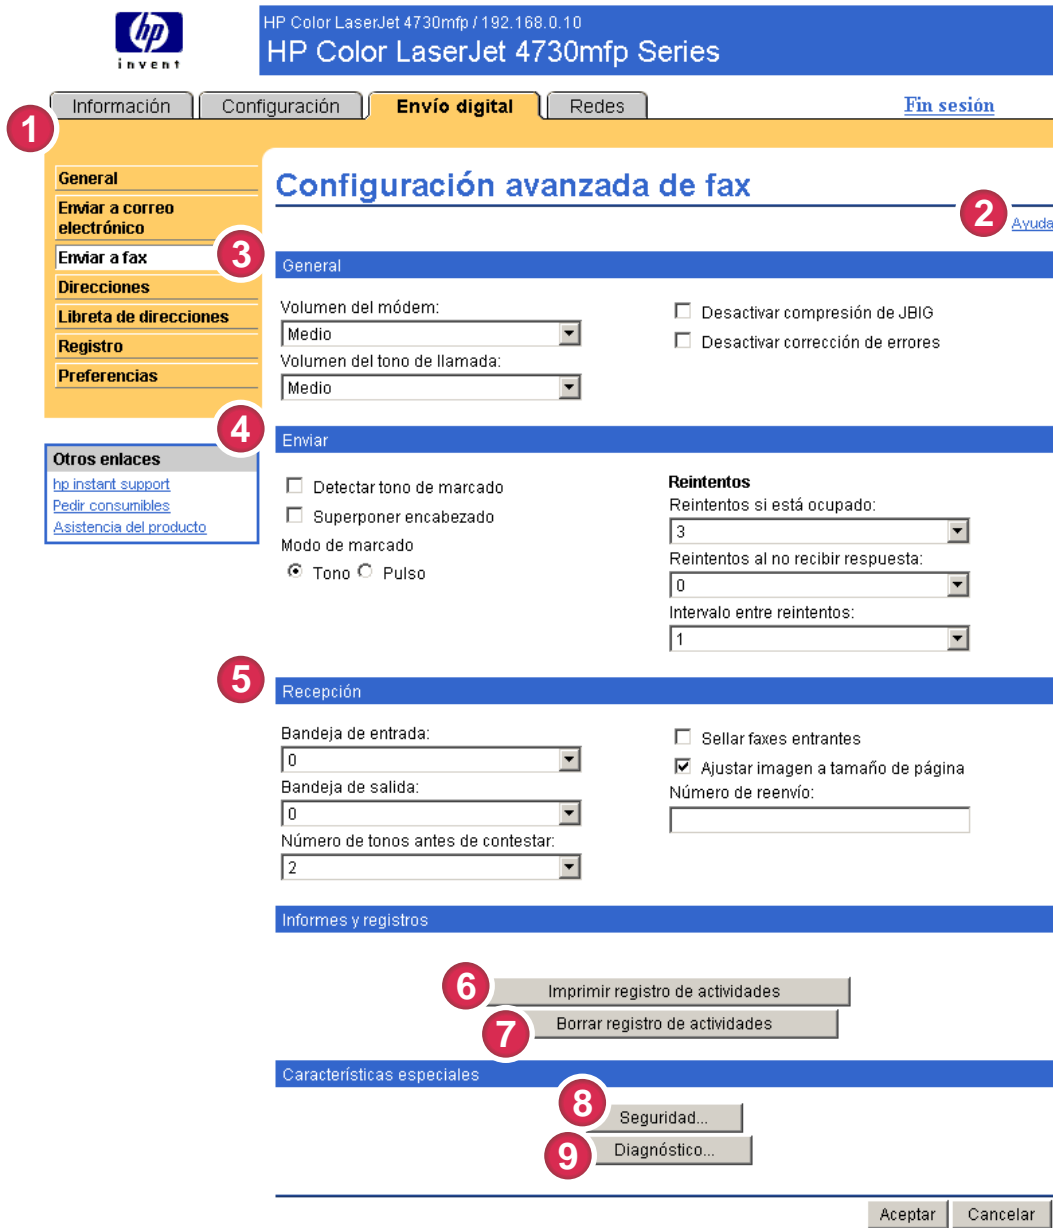 hp
invent
HP Color LaserJet 4730mfp / 192.168.0.10
HP Color LaserJet 4730mfp Series
Información
Configuración
Envío digital
Redes
Fin sesión
1
General
Enviar a correo
electrónico
Enviar a fax
Direcciones
Libreta de direcciones
Registro
Preferencias
Otros enlaces
hp instant support
Pedir consumibles
Asistencia del producto
Configuración avanzada de fax
2
Ayuda
3
General
Volumen del módem:
Medio
Volumen del tono de llamada:
Medio
Desactivar compresión de JBIG
Desactivar corrección de errores
4
Enviar
Detectar tono de marcado
Superponer encabezado
Modo de marcado
Tono Pulso
Reintentos
Reintentos si está ocupado:
3
Reintentos al no recibir respuesta:
0
Intervalo entre reintentos:
1
5
Recepción
Bandeja de entrada:
0
Bandeja de salida:
0
Número de tonos antes de contestar:
2
Sellar faxes entrantes
Ajustar imagen a tamaño de página
Número de reenvío:
Informes y registros
6
Imprimir registro de actividades
7
Borrar registro de actividades
Características especiales
8
Seguridad...
9
Diagnóstico...
Aceptar
Cancelar